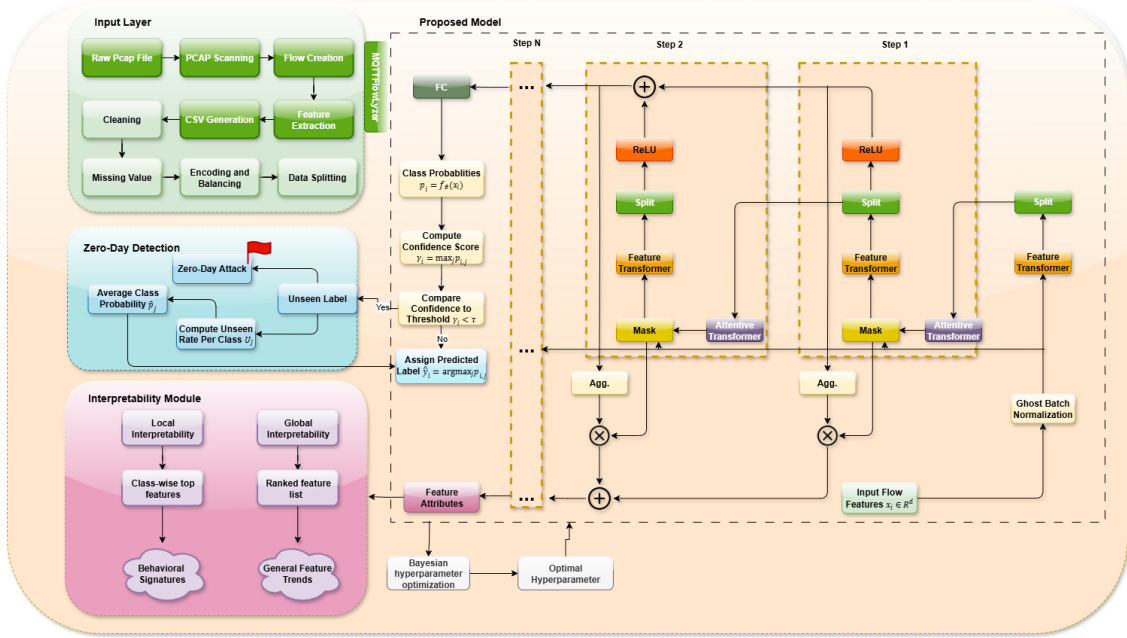 Input Layer
Raw Pcap File
PCAP Scanning
Flow Creation
Cleaning
CSV Generation
Feature
Extraction
Missing Value
Encoding and
Balancing
Data Splitting
MQTTFlowLyzer
Zero-Day Detection
Zero-Day Attack
Average Class
Probability p̂ⱼ
Unseen Label
Compute Unseen
Rate Per Class Uⱼ
Interpretability Module
Local
Interpretability
Global
Interpretability
Class-wise top
features
Ranked feature
list
Behavioral
Signatures
General Feature
Trends
Proposed Model
Step N
Step 2
Step 1
FC
...
ReLU
ReLU
Class Probablities
pᵢ = f_θ(xᵢ)
Split
Split
Split
Compute
Confidence Score
γᵢ = maxⱼ pᵢ,ⱼ
Feature
Transformer
Feature
Transformer
Feature
Transformer
Yes
Compare
Confidence to
Threshold γᵢ < τ
Mask
Attentive
Transformer
Mask
Attentive
Transformer
No
...
Assign Predicted
Label ŷᵢ = argmaxⱼ pᵢ,ⱼ
Agg.
Agg.
Ghost Batch
Normalization
Feature
Attributes
...
Input Flow
Features xᵢ ∈ Rᵈ
Bayesian
hyperparameter
optimization
Optimal
Hyperparameter